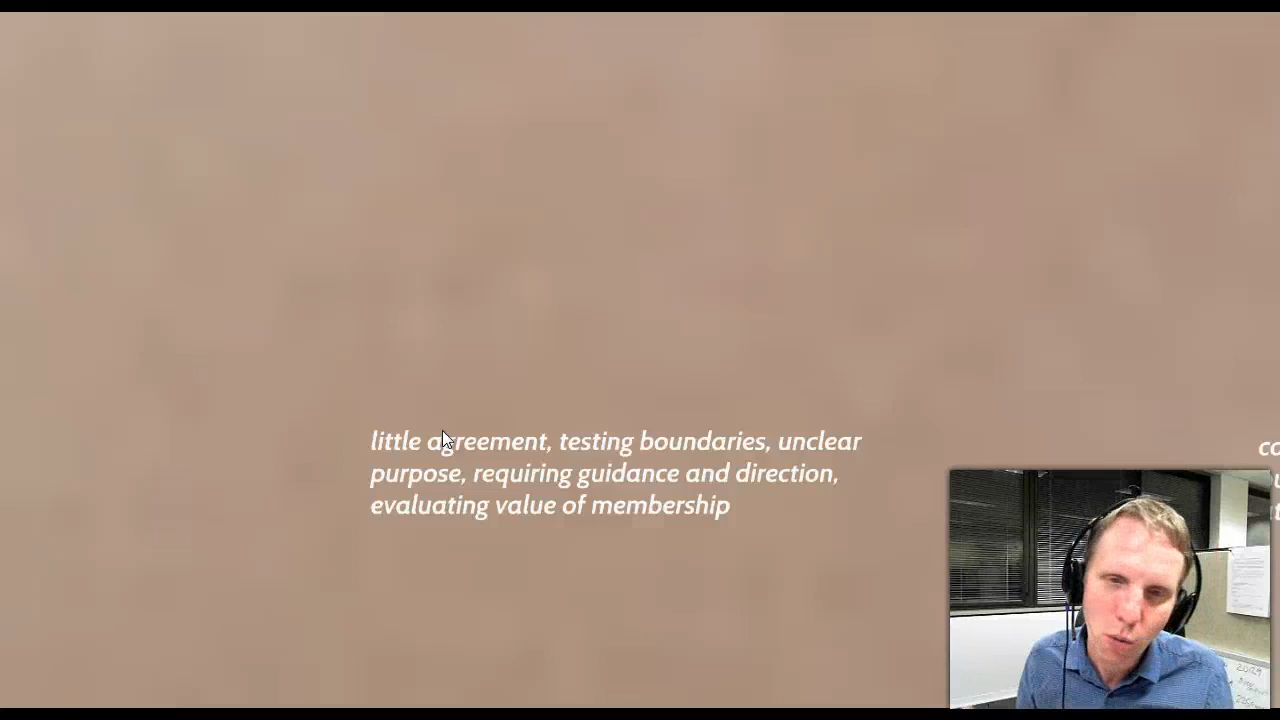 little agreement, testing boundaries, unclear
purpose, requiring guidance and direction,
evaluating value of membership